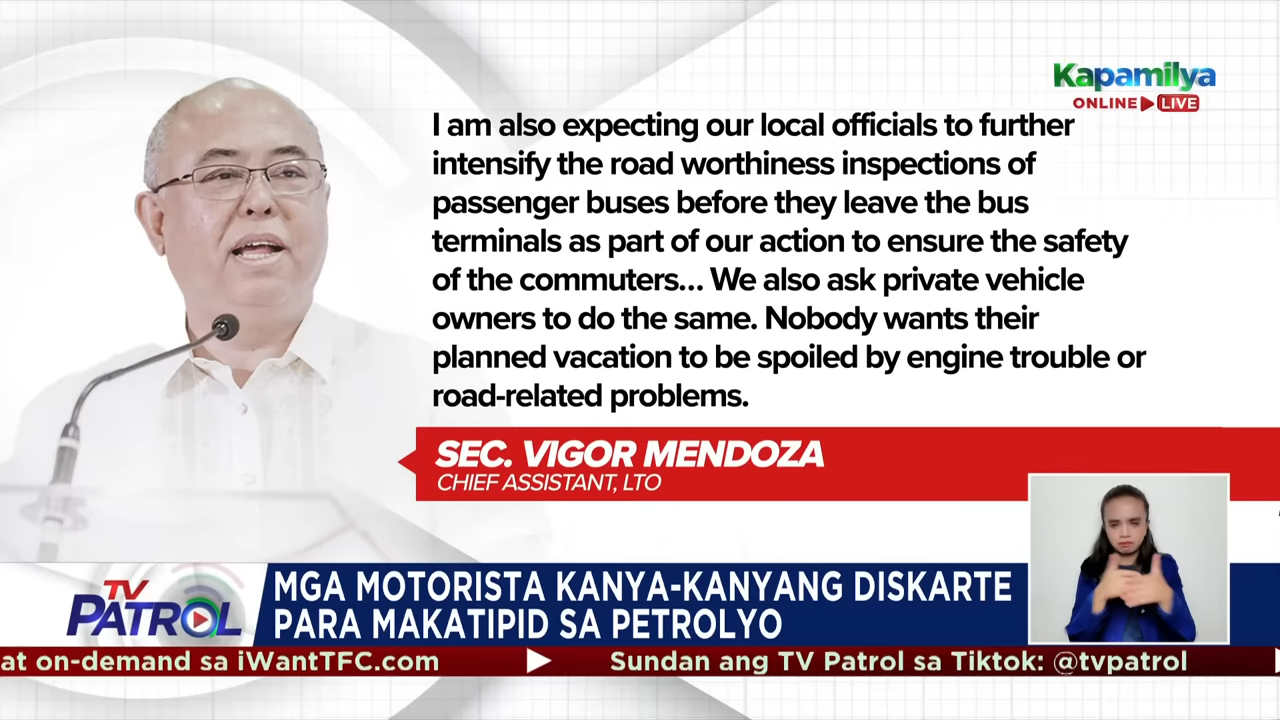 Kapamilya
ONLINE LIVE
I am also expecting our local officials to further
intensify the road worthiness inspections of
passenger buses before they leave the bus
terminals as part of our action to ensure the safety
of the commuters... We also ask private vehicle
owners to do the same. Nobody wants their
planned vacation to be spoiled by engine trouble or
road-related problems.
SEC. VIGOR MENDOZA
CHIEF ASSISTANT, LTO
TV PATROL
MGA MOTORISTA KANYA-KANYANG DISKARTE
PARA MAKATIPID SA PETROLYO
at on-demand sa iWantTFC.com Sundan ang TV Patrol sa Tiktok: @tvpatrol